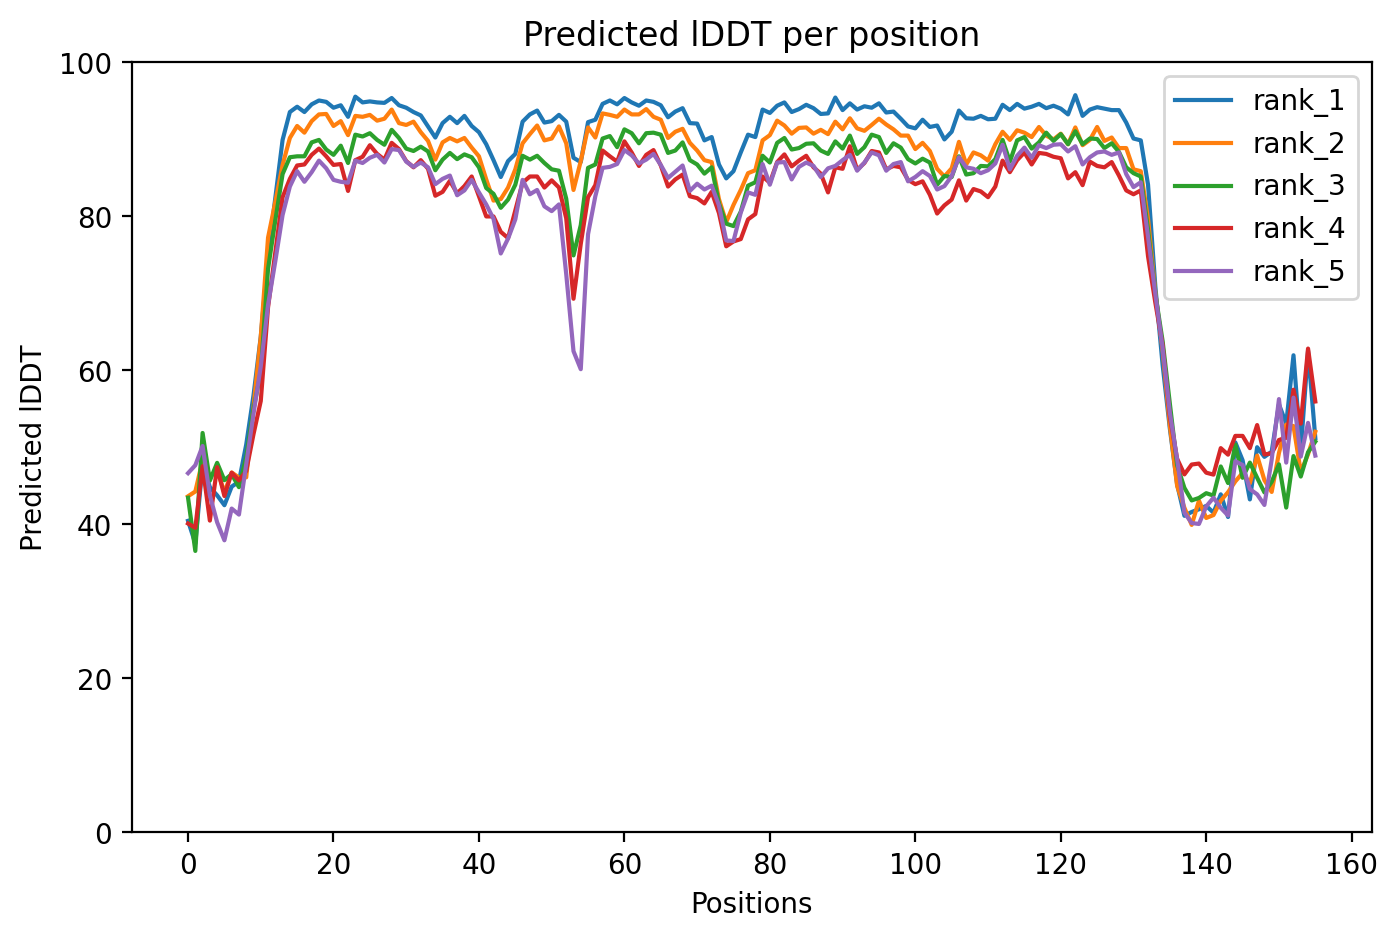 Predicted lDDT per position
100
80
60
40
20
0
Predicted lDDT
0 20 40 60 80 100 120 140 160
Positions
rank_1
rank_2
rank_3
rank_4
rank_5